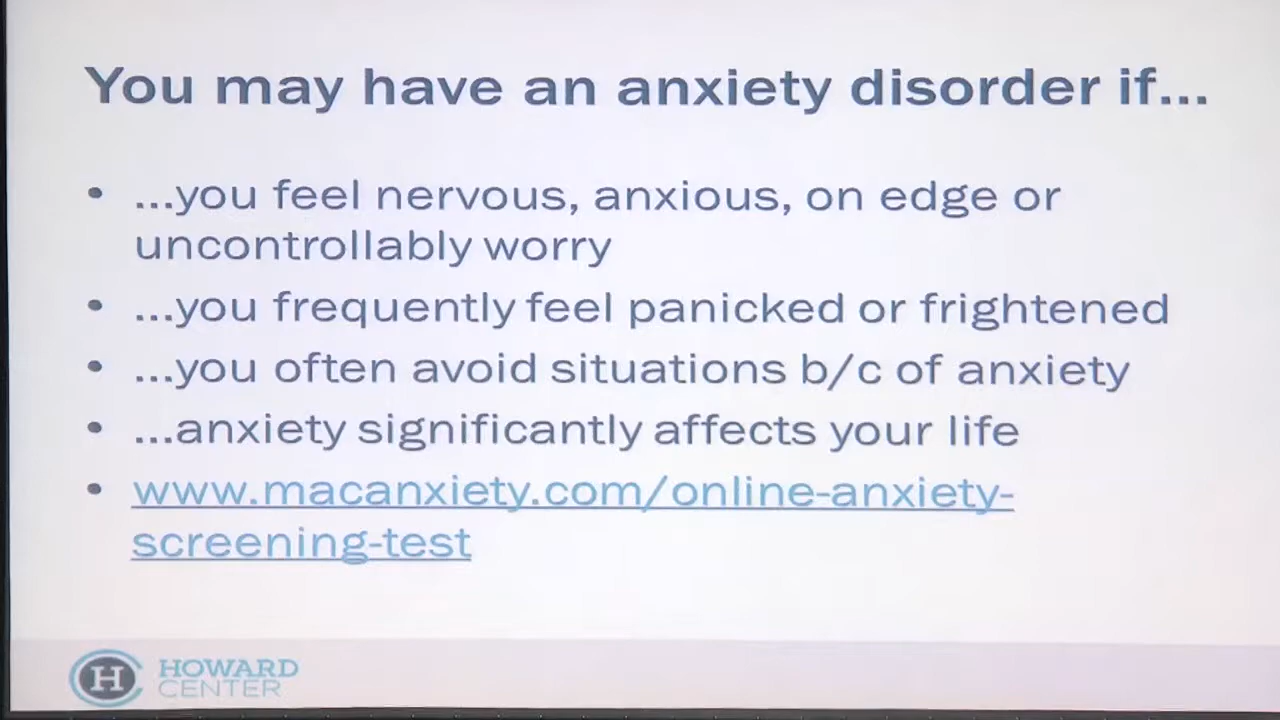 You may have an anxiety disorder if...
• ...you feel nervous, anxious, on edge or
uncontrollably worry
• ...you frequently feel panicked or frightened
• ...you often avoid situations b/c of anxiety
• ...anxiety significantly affects your life
• www.macanxiety.com/online-anxiety-
screening-test
H HOWARD
CENTER